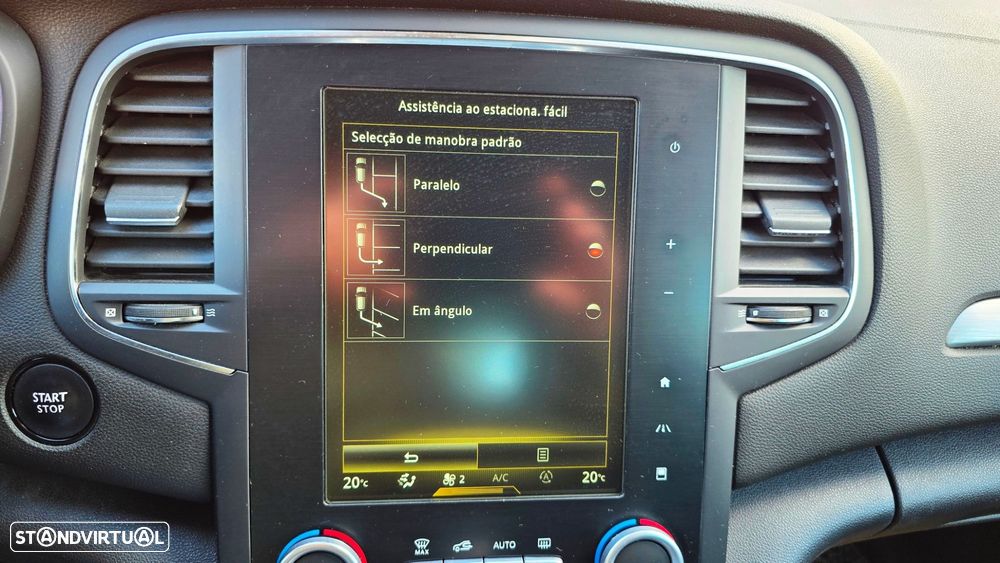 Assistência ao estaciona. fácil
Selecção de manobra padrão
Paralelo
Perpendicular
Em ângulo
START
STOP
20°C 2 A/C 20°C
MAX AUTO
STANDVIRTUAL